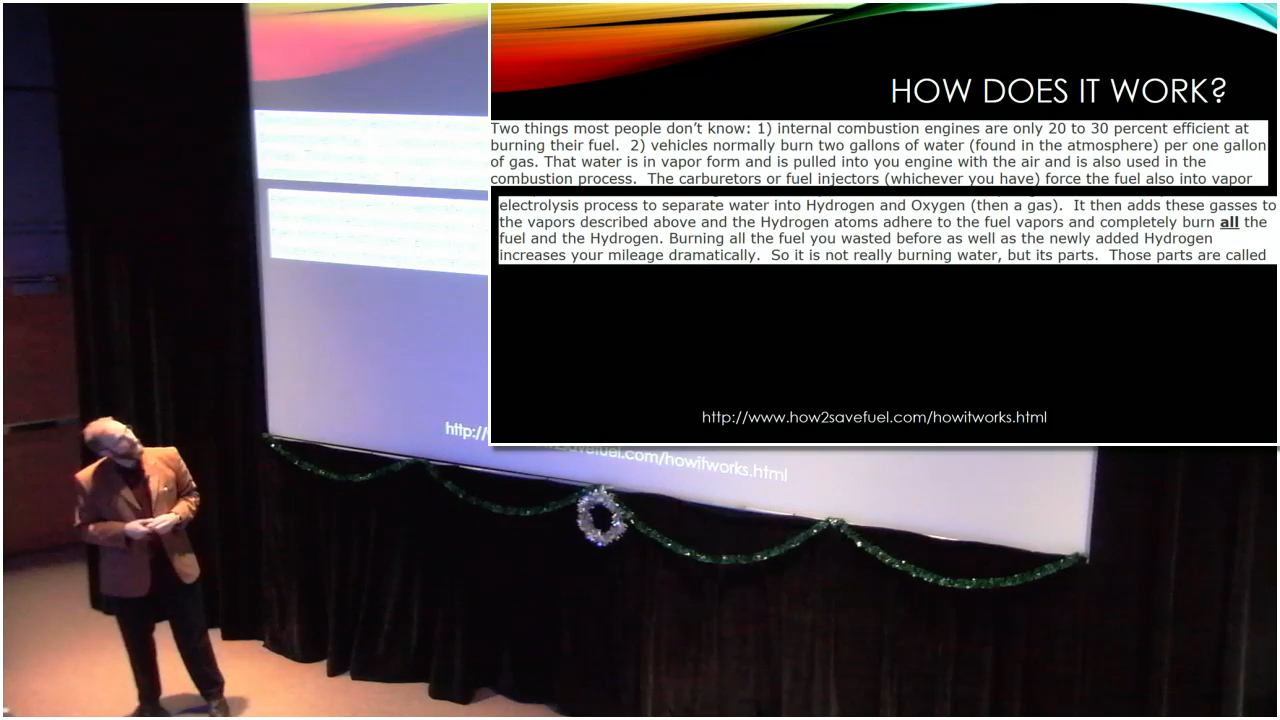 HOW DOES IT WORK?
Two things most people don't know: 1) internal combustion engines are only 20 to 30 percent efficient at
burning their fuel.  2) vehicles normally burn two gallons of water (found in the atmosphere) per one gallon
of gas. That water is in vapor form and is pulled into you engine with the air and is also used in the
combustion process.  The carburetors or fuel injectors (whichever you have) force the fuel also into vapor
electrolysis process to separate water into Hydrogen and Oxygen (then a gas).  It then adds these gasses to
the vapors described above and the Hydrogen atoms adhere to the fuel vapors and completely burn all the
fuel and the Hydrogen. Burning all the fuel you wasted before as well as the newly added Hydrogen
increases your mileage dramatically.  So it is not really burning water, but its parts.  Those parts are called
http://www.how2savefuel.com/howitworks.html
http://
savefuel.com/howitworks.html